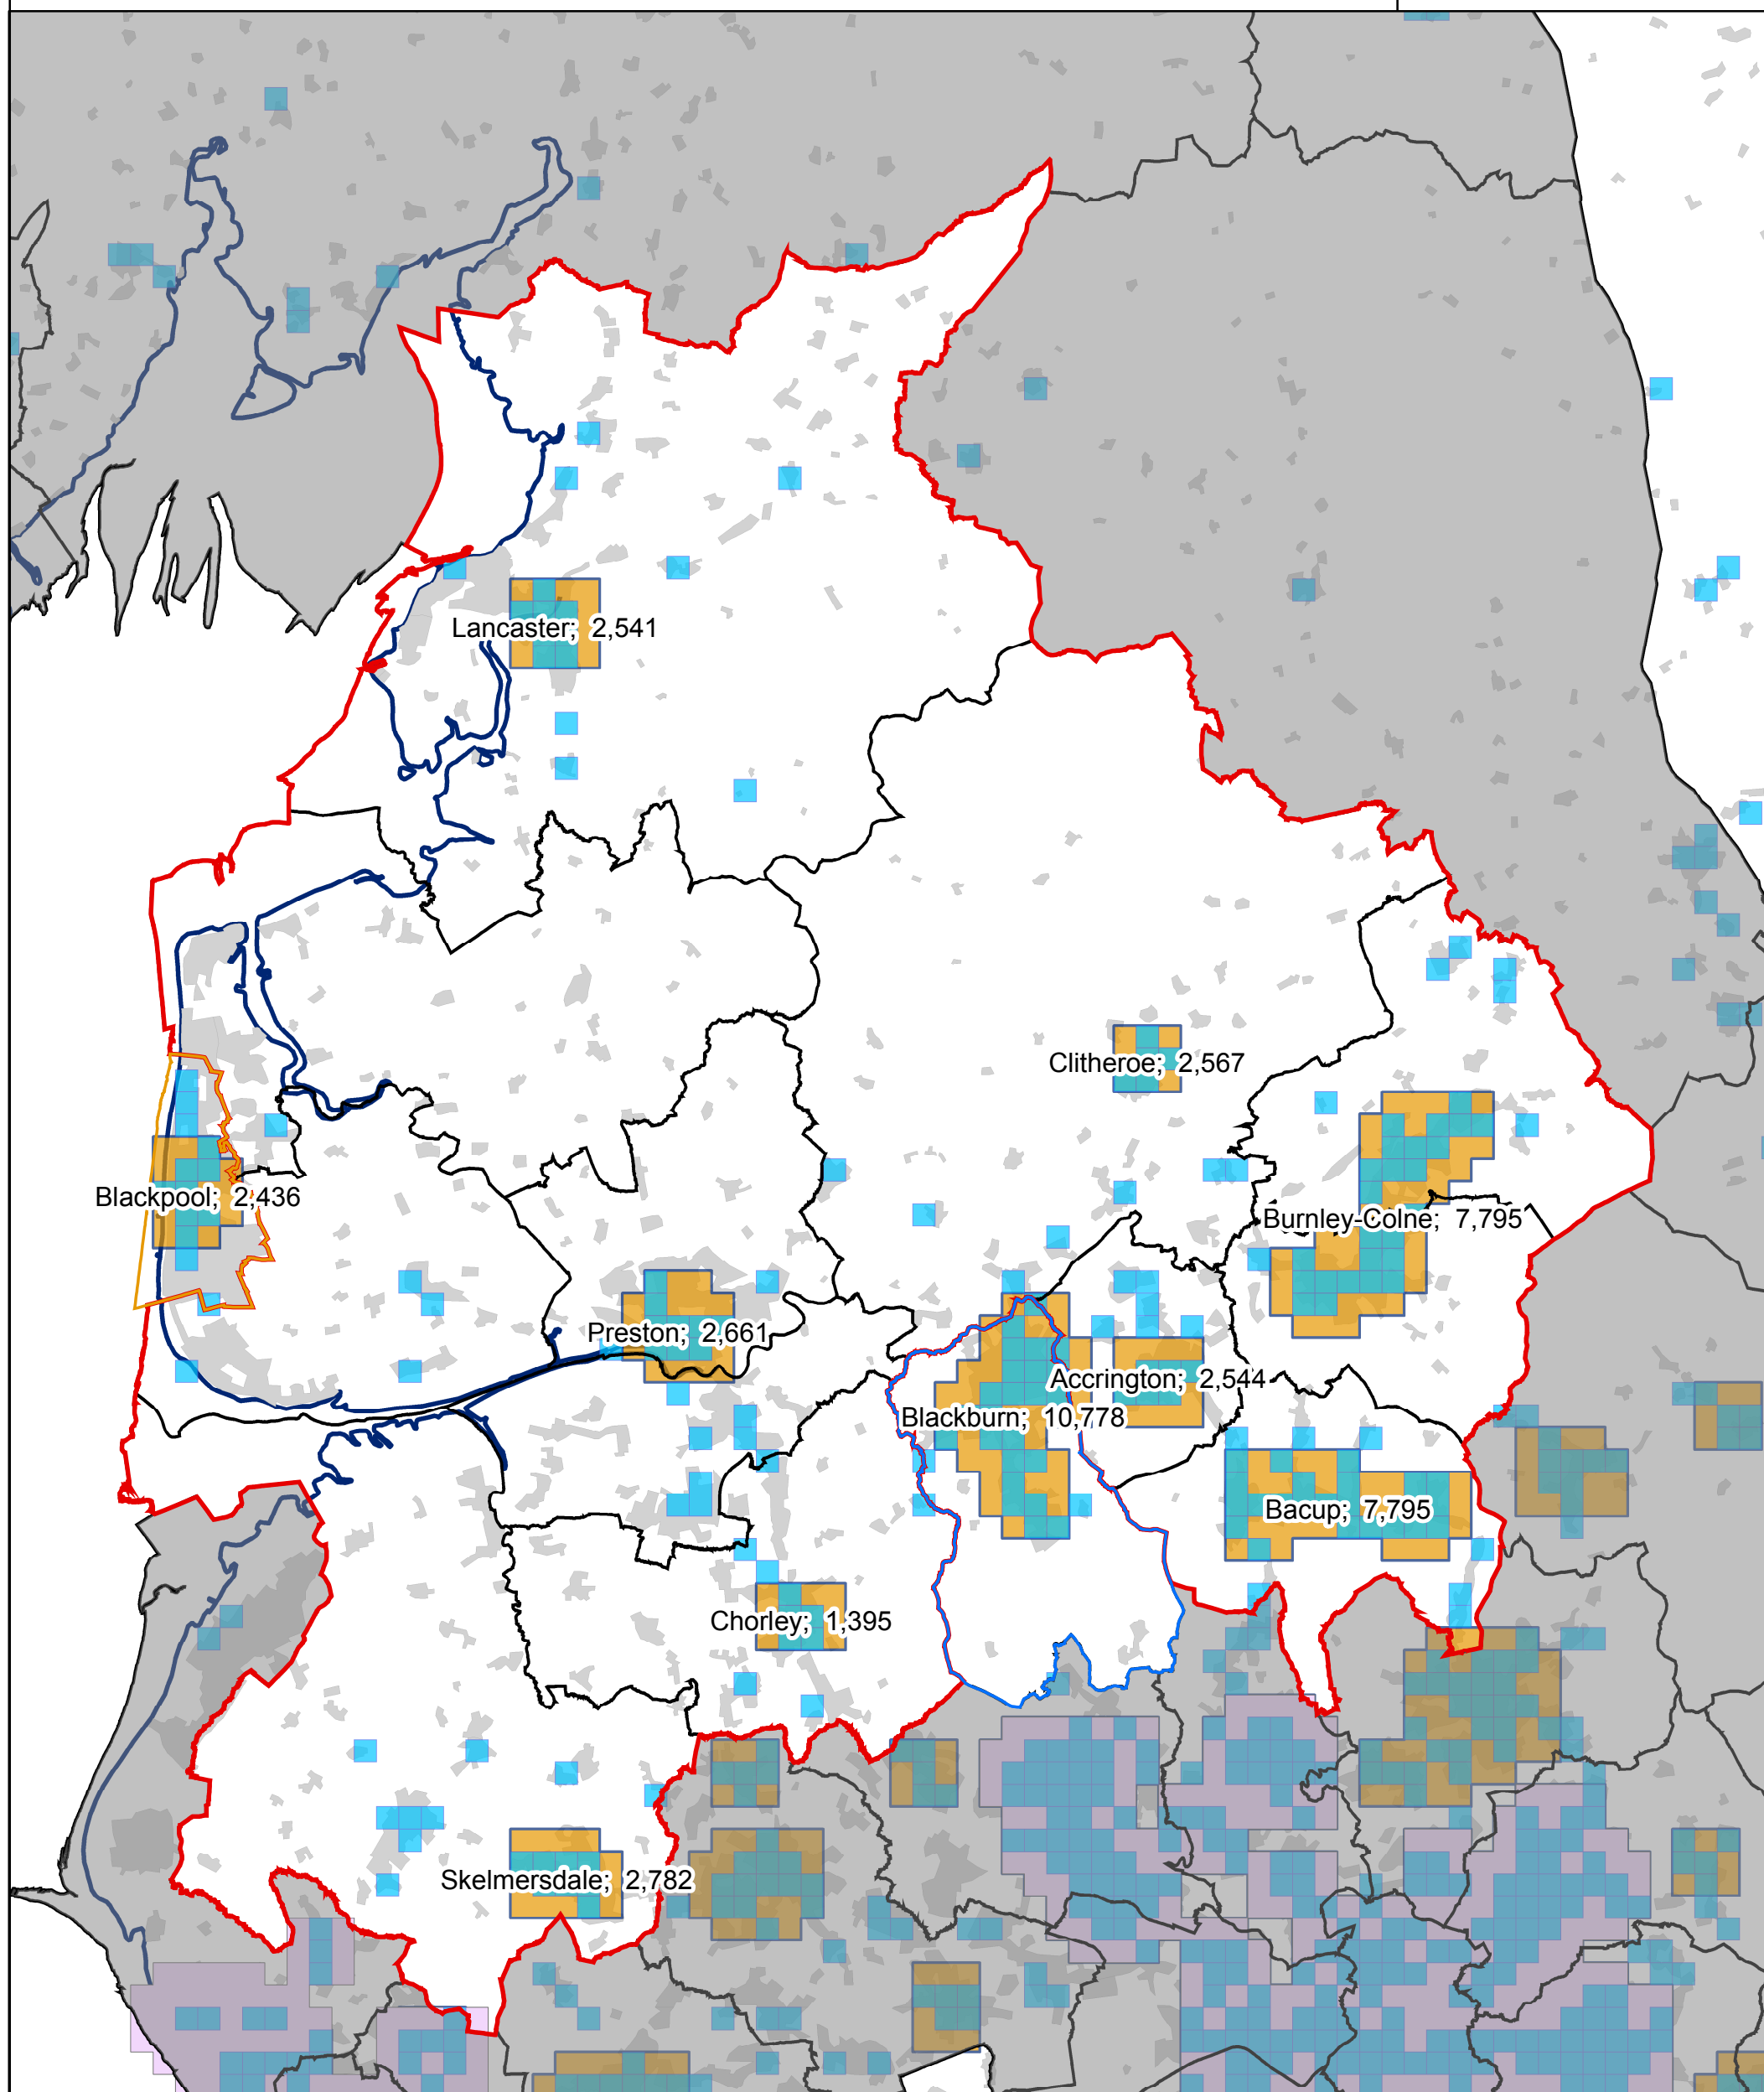 Lancaster; 2,541
Clitheroe; 2,567
Blackpool; 2,436
Burnley-Colne; 7,795
Preston; 2,661
Accrington; 2,544
Blackburn; 10,778
Bacup; 7,795
Chorley; 1,395
Skelmersdale; 2,782